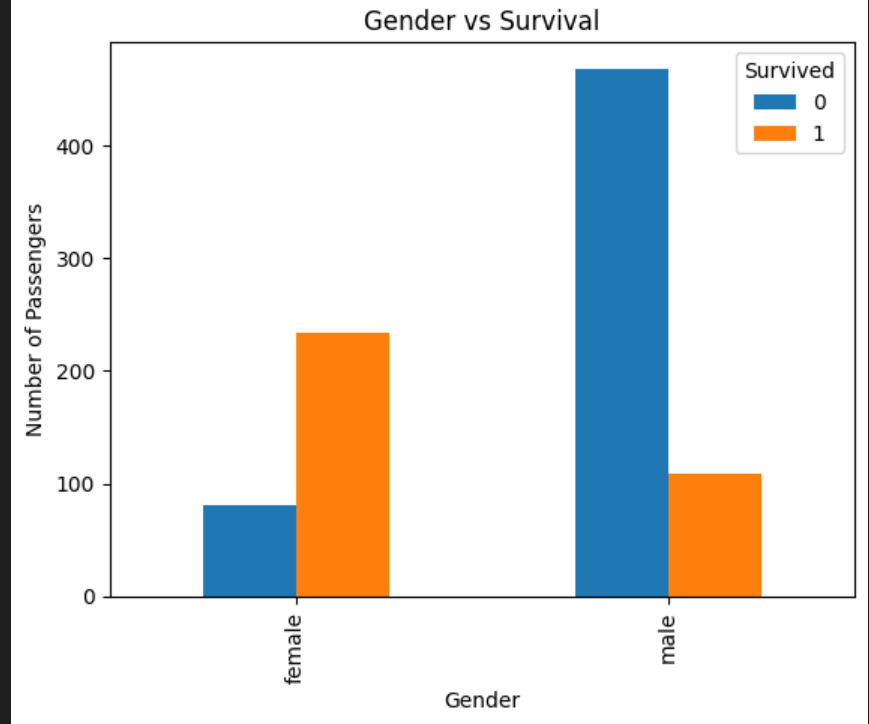 Gender vs Survival
Survived
0
1
Number of Passengers
400
300
200
100
0
female
male
Gender